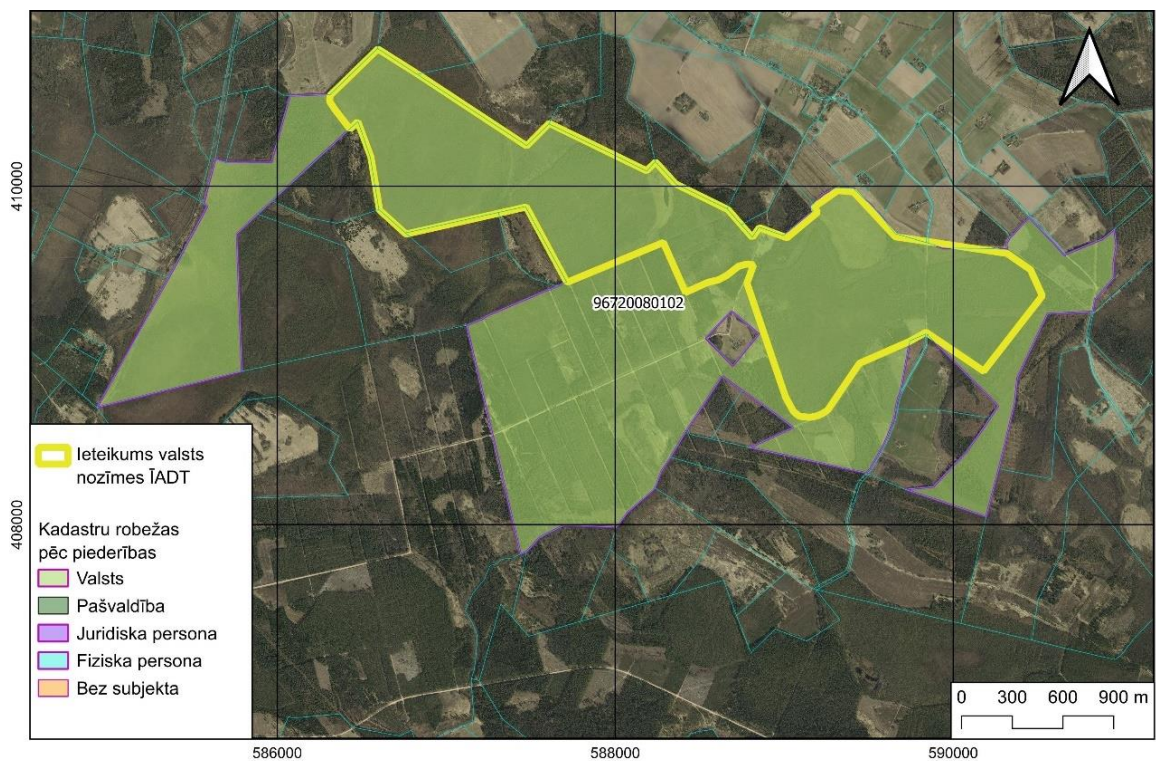 410000
408000
96720080102
Ieteikums valsts
nozīmes ĪADT
Kadastru robežas
pēc piederības
Valsts
Pašvaldība
Juridiska persona
Fiziska persona
Bez subjekta
0 300 600 900 m
586000 588000 590000